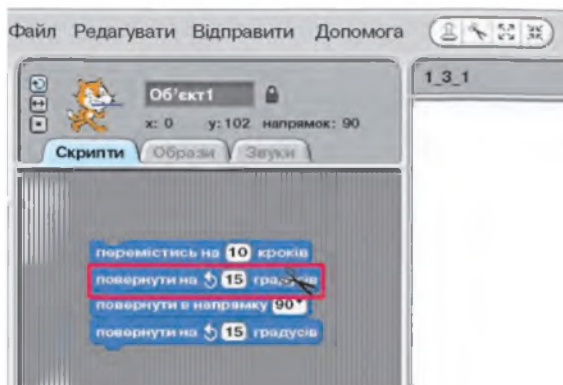 Файл Редагувати Відправити Допомога
1_3_1
Об'єкт1
x: 0 y: 102 напрямок: 90
Скрипти Образи Звуки
перемістись на 10 кроків
повернути на 15 градусів
повернути в напрямку 90
повернути на 15 градусів